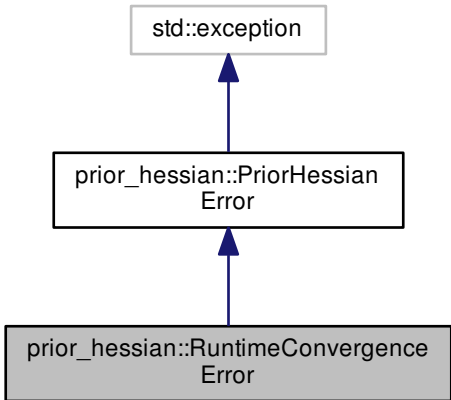 std::exception
prior_hessian::PriorHessian
Error
prior_hessian::RuntimeConvergence
Error